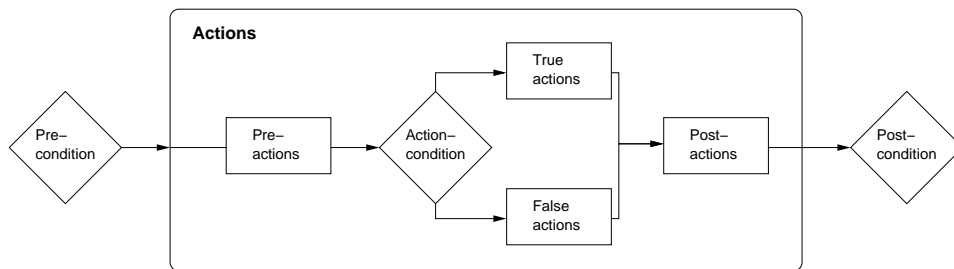 Actions
Pre–
condition
Pre–
actions
Action–
condition
True
actions
False
actions
Post–
actions
Post–
condition